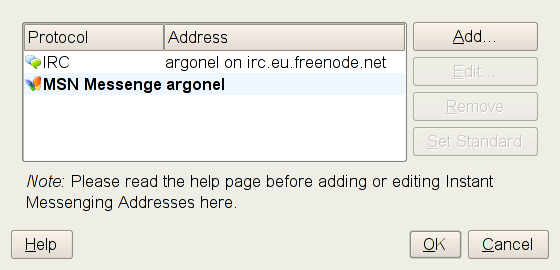 Protocol Address Add...
IRC argonel on irc.eu.freenode.net Edit...
MSN Messenge argonel
Remove
Set Standard
Note: Please read the help page before adding or editing Instant
Messenging Addresses here.
Help OK Cancel